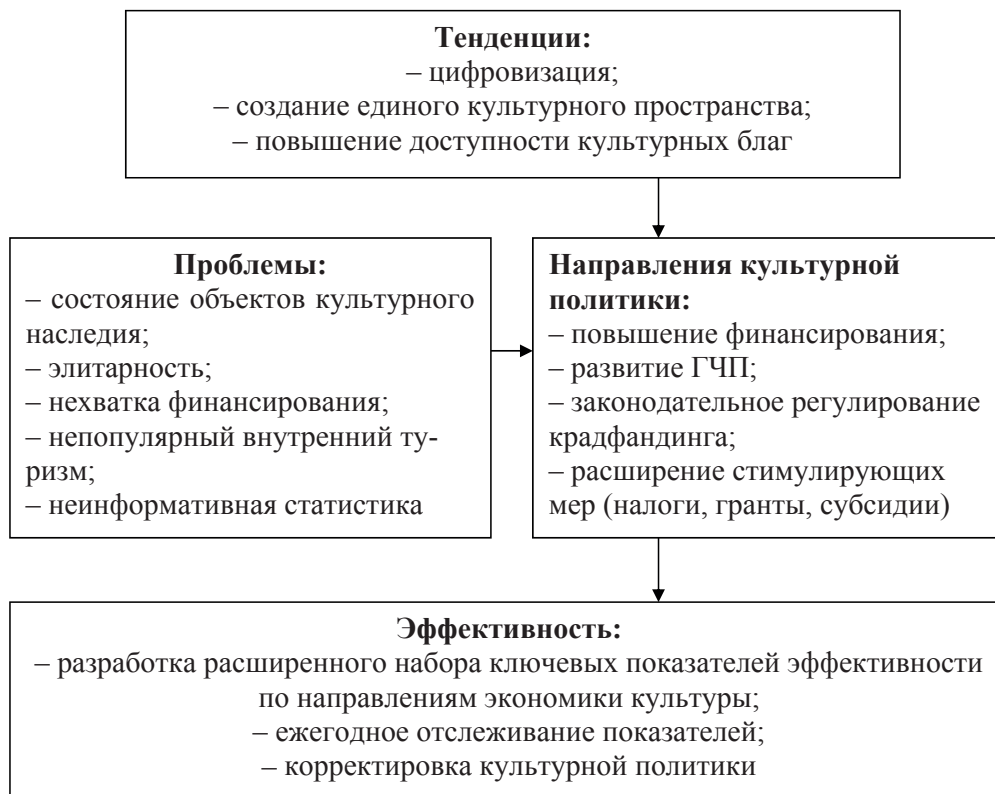 Тенденции:
– цифровизация;
– создание единого культурного пространства;
– повышение доступности культурных благ
Проблемы:
– состояние объектов культурного
наследия;
– элитарность;
– нехватка финансирования;
– непопулярный внутренний ту-
ризм;
– неинформативная статистика
Направления культурной
политики:
– повышение финансирования;
– развитие ГЧП;
– законодательное регулирование
крадфандинга;
– расширение стимулирующих
мер (налоги, гранты, субсидии)
Эффективность:
– разработка расширенного набора ключевых показателей эффективности
по направлениям экономики культуры;
– ежегодное отслеживание показателей;
– корректировка культурной политики